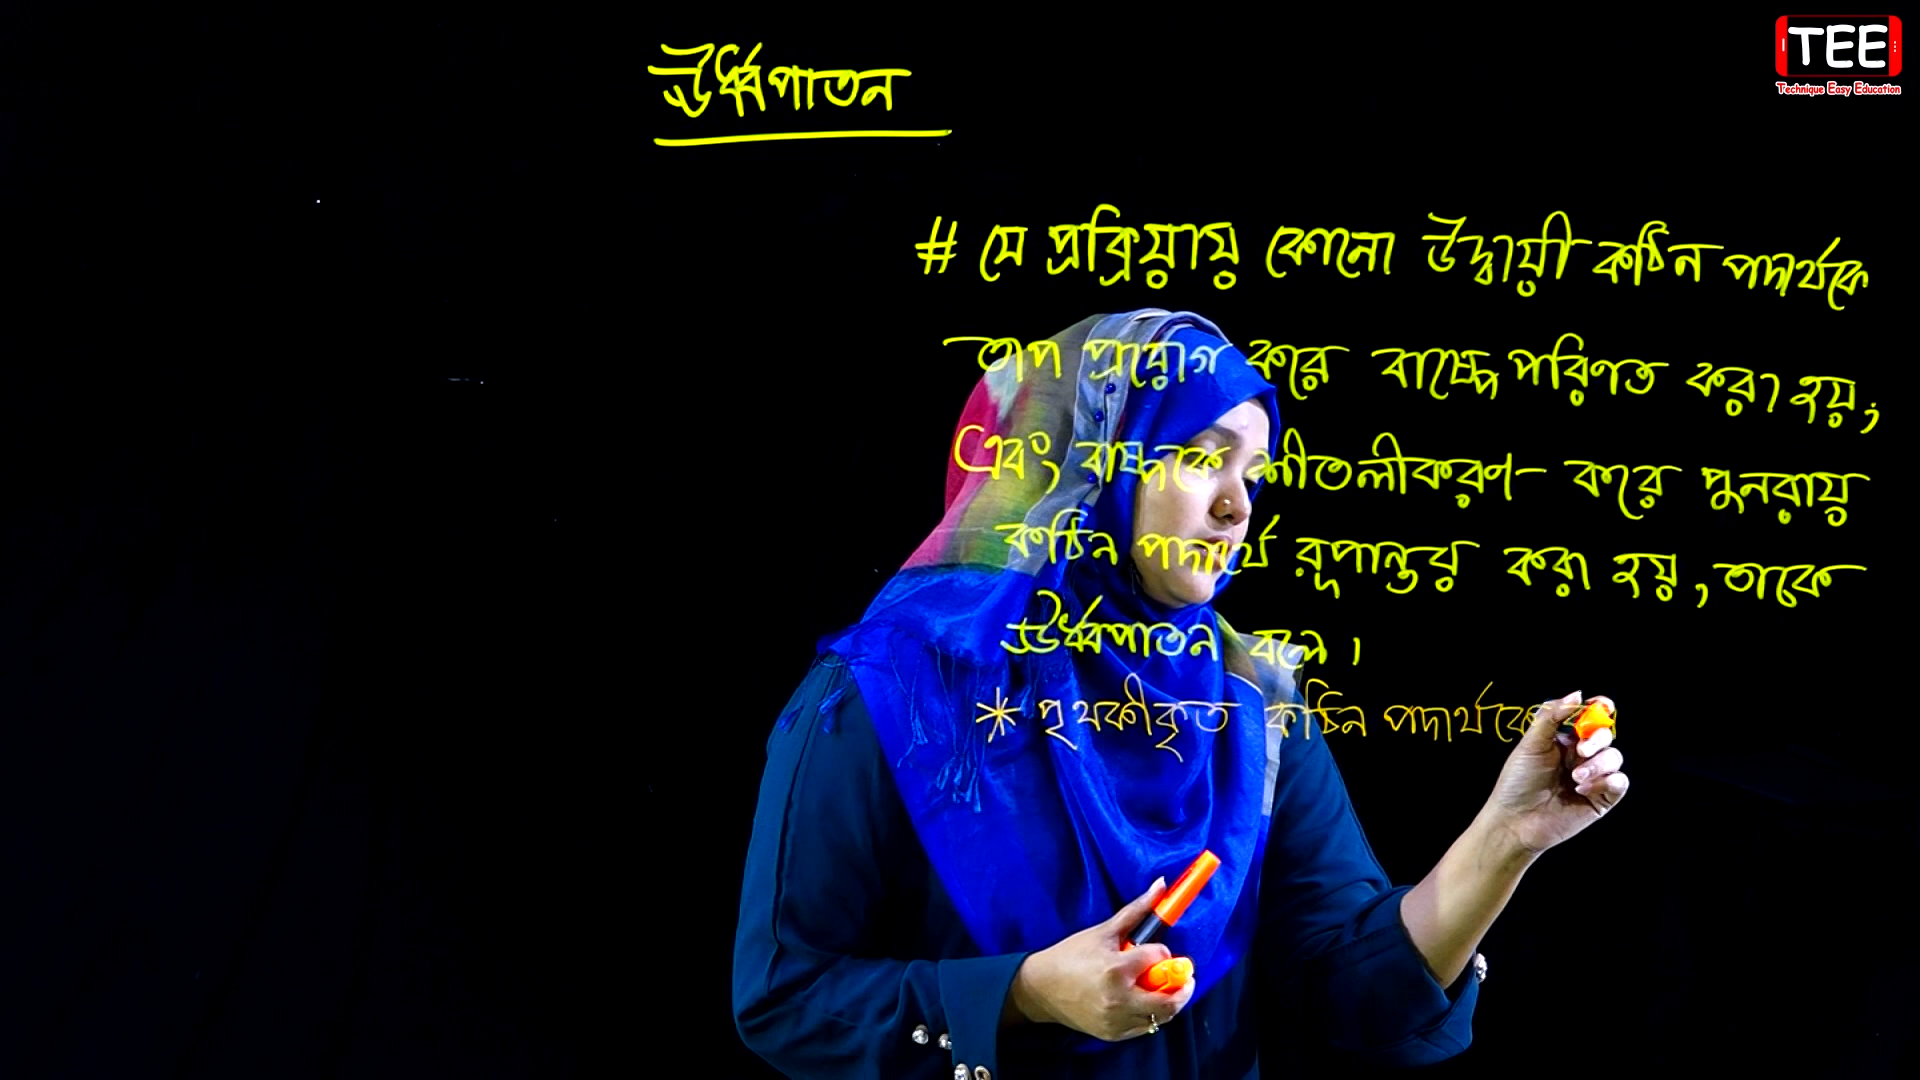 TEE
Technique Easy Education
ঊর্ধ্বপাতন
# যে প্রক্রিয়ায় কোনো উদ্বায়ী কঠিন পদার্থকে
তাপ প্রয়োগ করে বাষ্পে পরিণত করা হয়,
এবং বাষ্পকে শীতলীকরণ করে পুনরায়
কঠিন পদার্থে রূপান্তর করা হয়, তাকে
ঊর্ধ্বপাতন বলে।
* পৃথকীকৃত কঠিন পদার্থকে